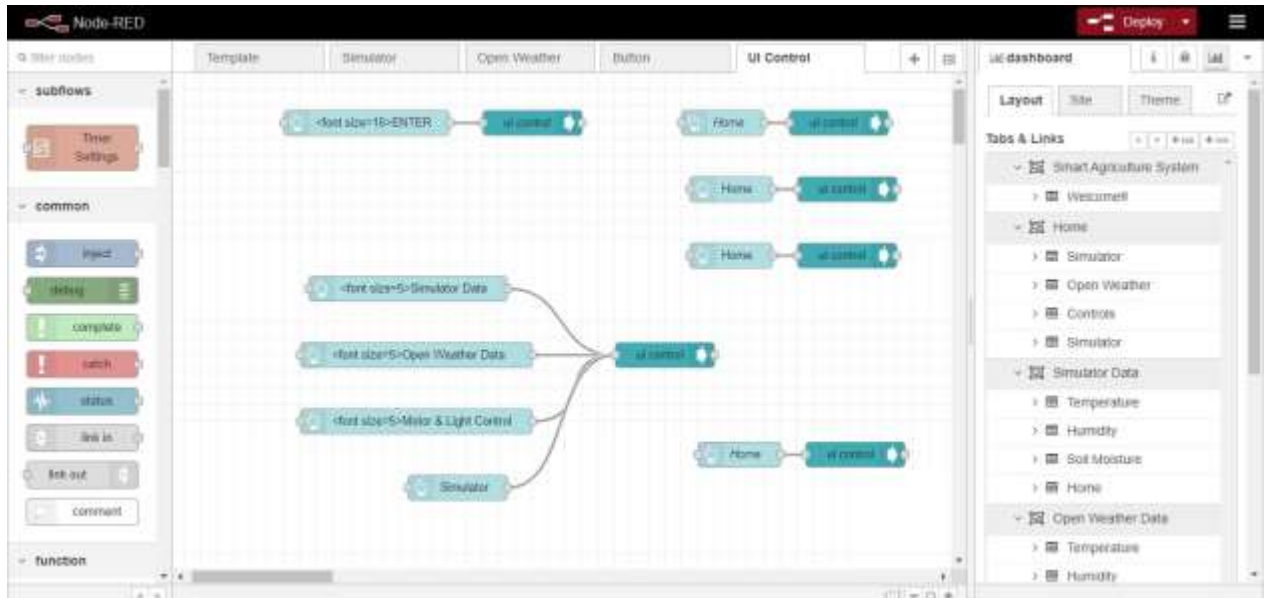 Node-RED
Deploy
filter nodes
Template
Simulator
Open Weather
Button
UI Control
dashboard
subflows
Timer
Settings
common
inject
debug
complete
catch
status
link in
link out
comment
function
<font size=16>ENTER
ui control
Home
ui control
Home
ui control
Home
ui control
<font size=5>Simulator Data
<font size=5>Open Weather Data
ui control
<font size=5>Motor & Light Control
Home
ui control
Simulator
Layout
Site
Theme
Tabs & Links
Smart Agriculture System
Welcome!!
Home
Simulator
Open Weather
Controls
Simulator
Simulator Data
Temperature
Humidity
Soil Moisture
Home
Open Weather Data
Temperature
Humidity